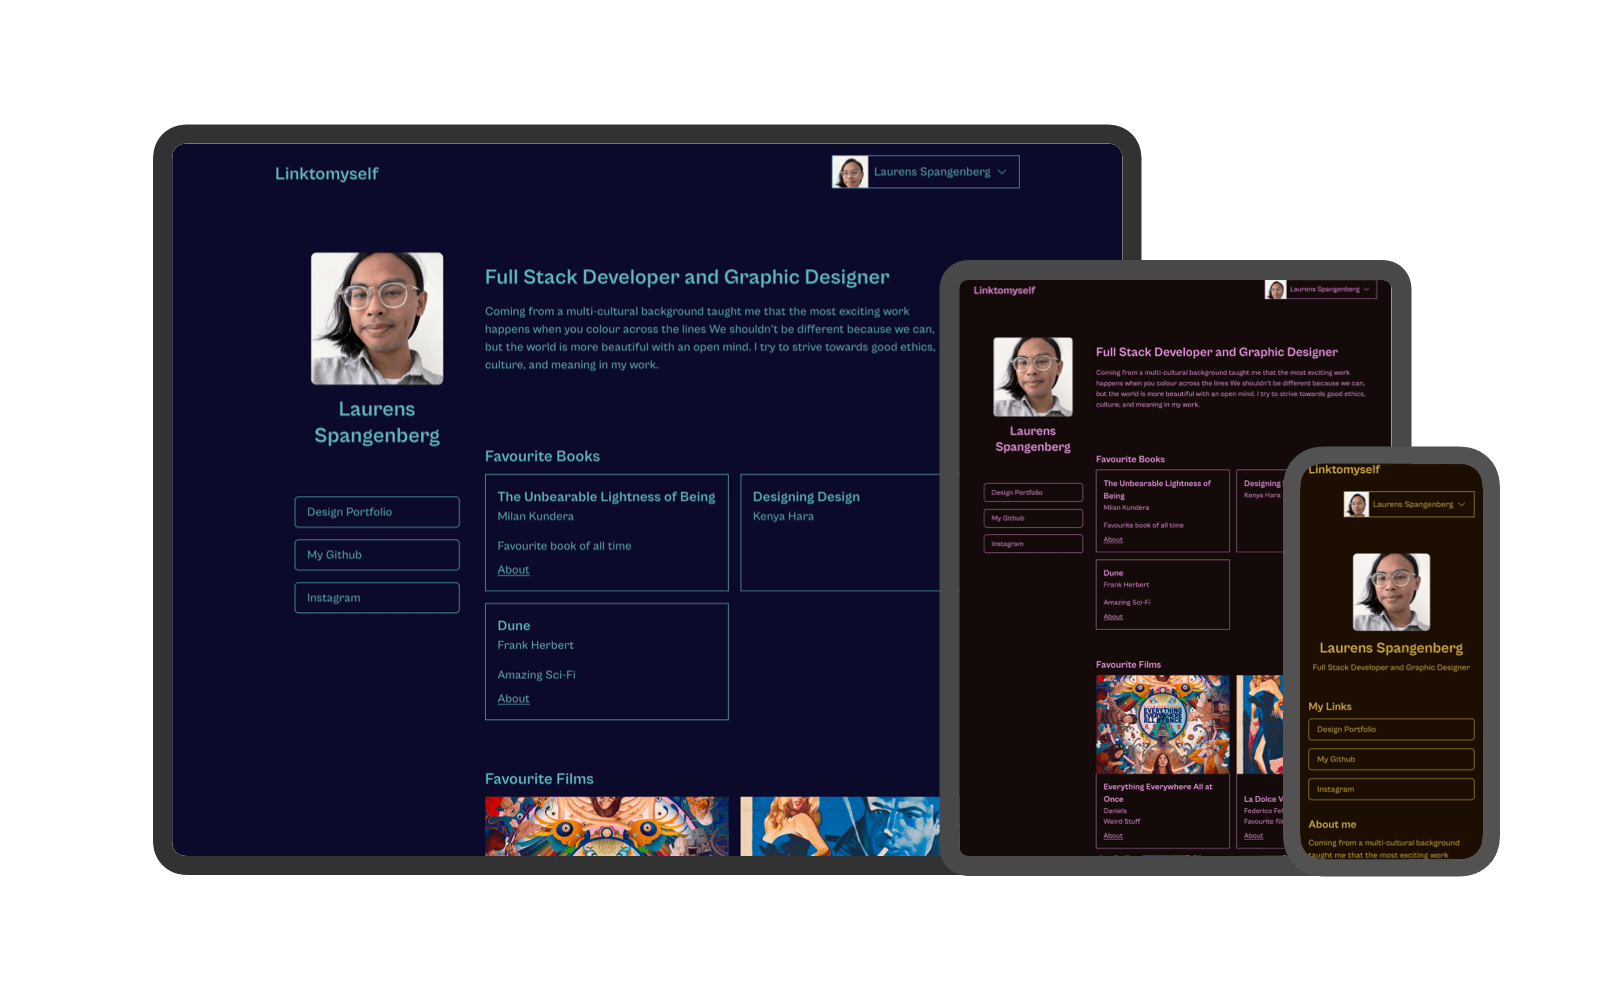 Linktomyself
Laurens Spangenberg
Full Stack Developer and Graphic Designer
Coming from a multi-cultural background taught me that the most exciting work
happens when you colour across the lines We shouldn't be different because we can,
but the world is more beautiful with an open mind. I try to strive towards good ethics,
culture, and meaning in my work.
Laurens
Spangenberg
Design Portfolio
My Github
Instagram
Favourite Books
The Unbearable Lightness of Being
Milan Kundera
Favourite book of all time
About
Designing Design
Kenya Hara
Dune
Frank Herbert
Amazing Sci-Fi
About
Favourite Films
Linktomyself
Laurens Spangenberg
Full Stack Developer and Graphic Designer
Coming from a multi-cultural background taught me that the most exciting work
happens when you colour across the lines We shouldn't be different because we can,
but the world is more beautiful with an open mind. I try to strive towards good ethics,
culture, and meaning in my work.
Laurens
Spangenberg
Design Portfolio
My Github
Instagram
Favourite Books
The Unbearable Lightness of
Being
Milan Kundera
Favourite book of all time
About
Designing
Kenya Hara
Dune
Frank Herbert
Amazing Sci-Fi
About
Favourite Films
EVERYTHING
EVERYWHERE
ALL AT ONCE
Everything Everywhere All at
Once
Daniels
Weird Stuff
About
La Dolce V
Federico Fel
Favourite fil
About
Linktomyself
Laurens Spangenberg
Laurens Spangenberg
Full Stack Developer and Graphic Designer
My Links
Design Portfolio
My Github
Instagram
About me
Coming from a multi-cultural background
taught me that the most exciting work